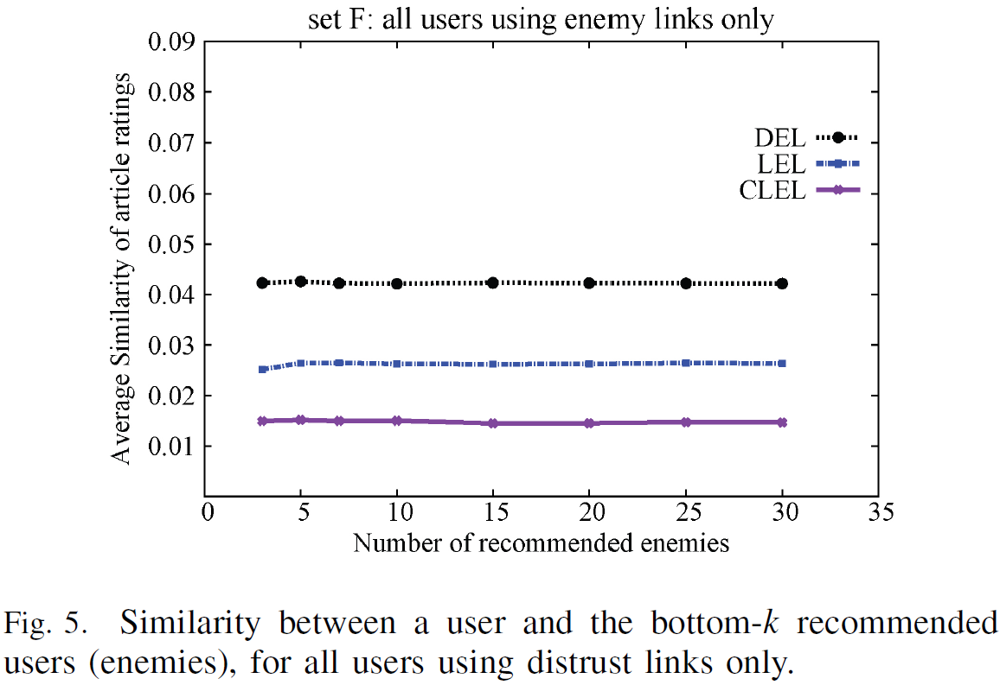 set F: all users using enemy links only
Average Similarity of article ratings
0.09
0.08
0.07
0.06
0.05
0.04
0.03
0.02
0.01
DEL
LEL
CLEL
0 5 10 15 20 25 30 35
Number of recommended enemies
Fig. 5. Similarity between a user and the bottom-k recommended
users (enemies), for all users using distrust links only.